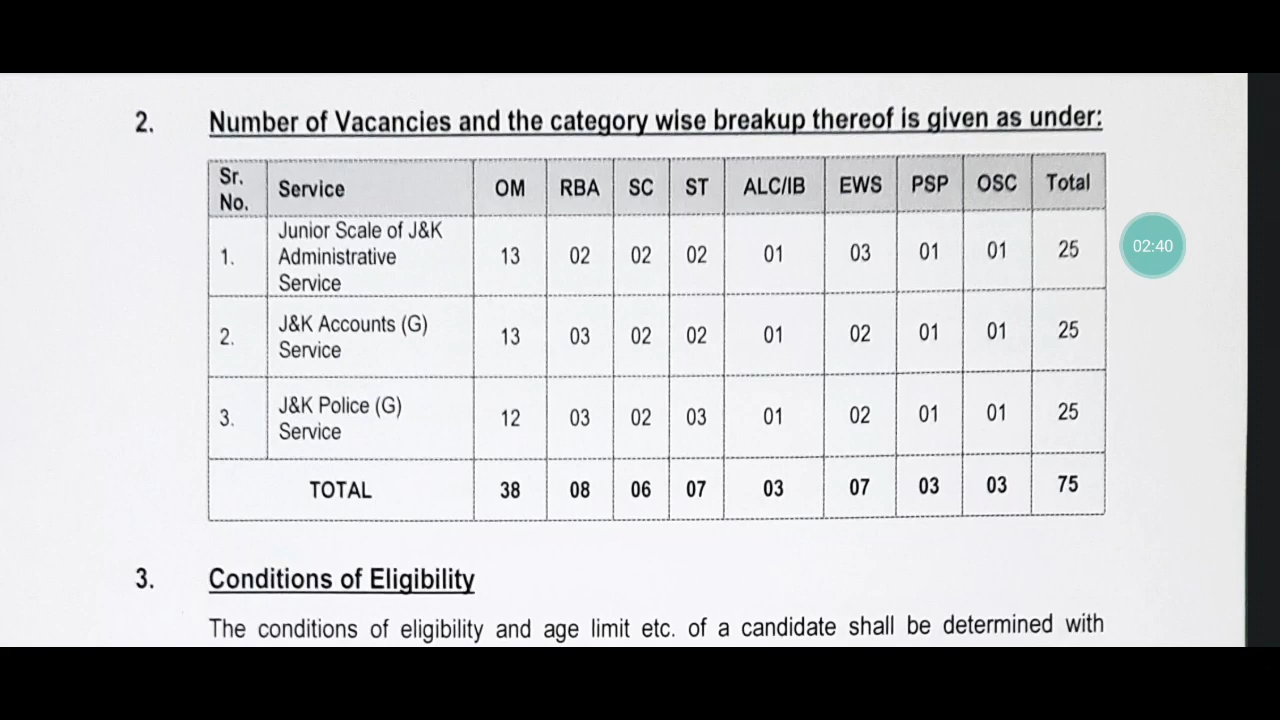 2. Number of Vacancies and the category wise breakup thereof is given as under:
Sr. No. Service OM RBA SC ST ALC/IB EWS PSP OSC Total
1. Junior Scale of J&K Administrative Service 13 02 02 02 01 03 01 01 25
2. J&K Accounts (G) Service 13 03 02 02 01 02 01 01 25
3. J&K Police (G) Service 12 03 02 03 01 02 01 01 25
TOTAL 38 08 06 07 03 07 03 03 75
02:40
3. Conditions of Eligibility
The conditions of eligibility and age limit etc. of a candidate shall be determined with